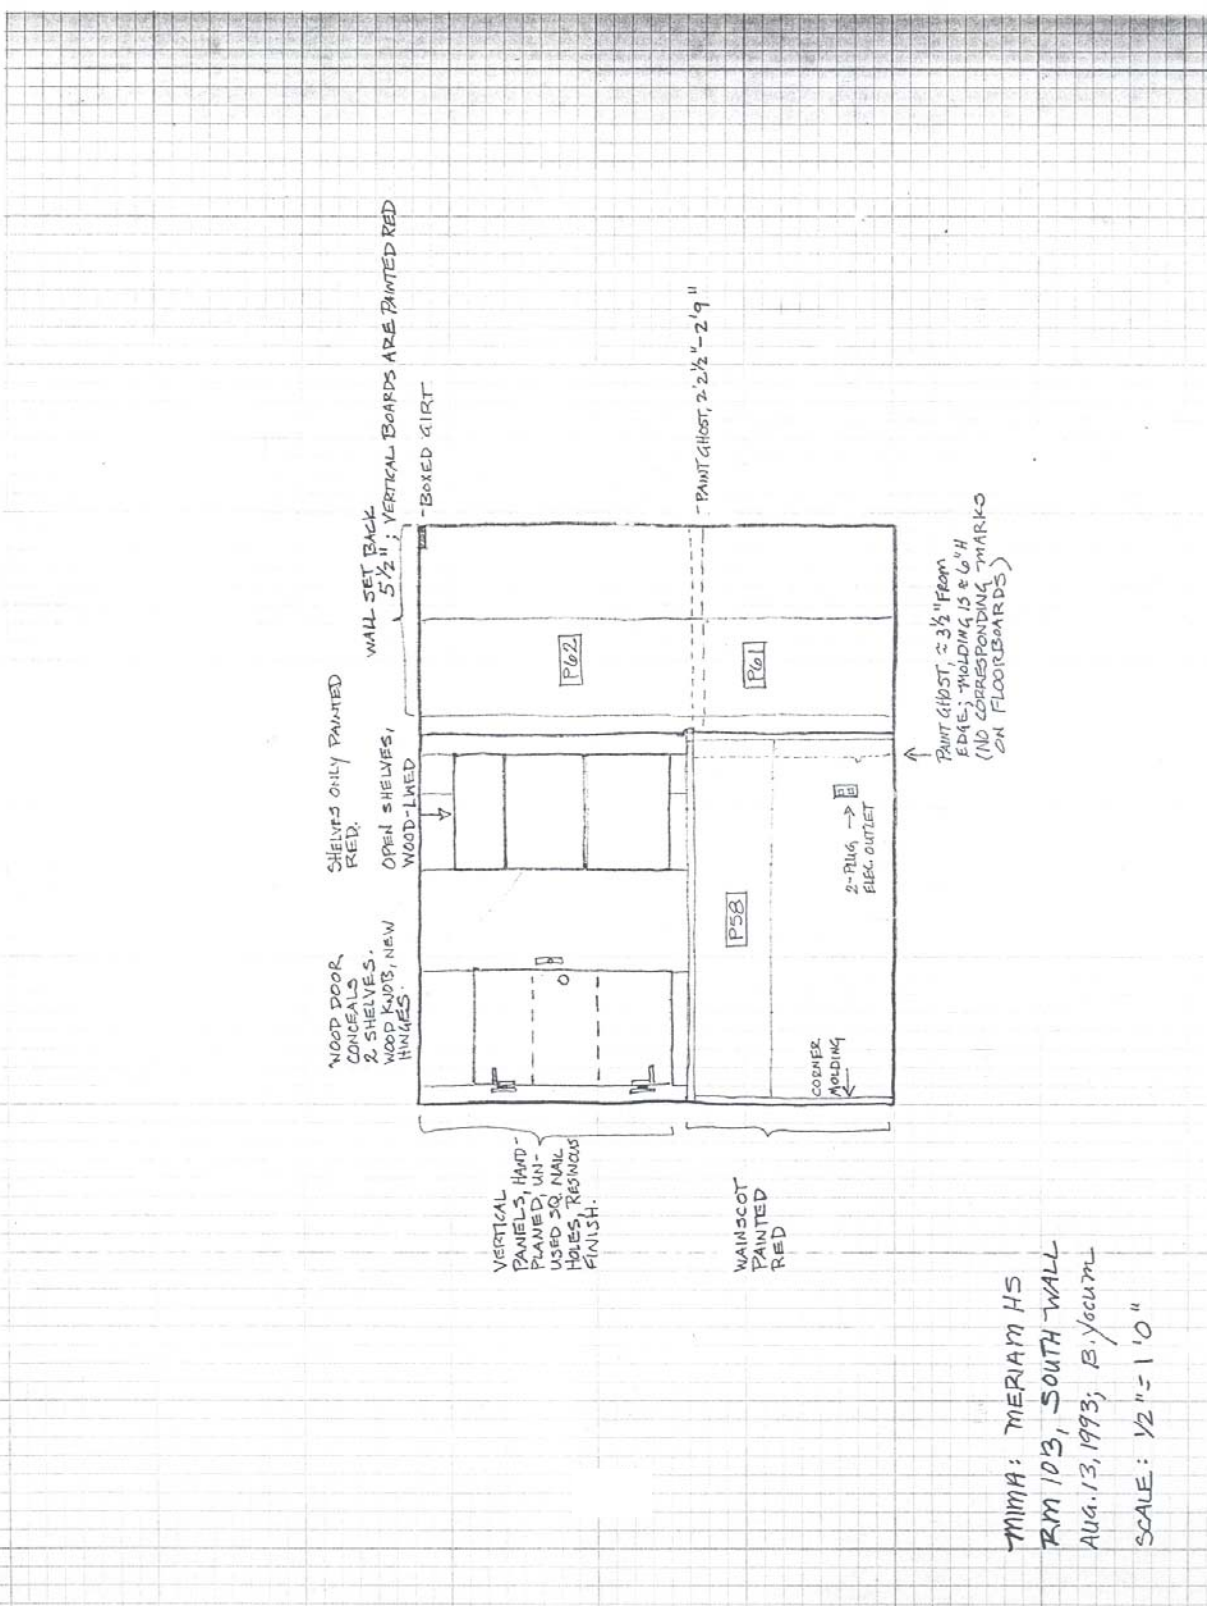 WALL SET BACK
5½"; VERTICAL BOARDS ARE PAINTED RED
-BOXED GIRT
SHELVES ONLY PAINTED
RED.
OPEN SHELVES,
WOOD-LINED
WOOD DOOR
CONCEALS
2 SHELVES.
WOOD KNOB, NEW
HINGES.
VERTICAL
PANELS, HAND-
PLANED, UN-
USED SQ. NAIL
HOLES, RESINOUS
FINISH.
P62
-PAINT GHOST, 2'2½"-2'9"
P61
P58
2-PLUG →
ELEC. OUTLET
CORNER
MOLDING
WAINSCOT
PAINTED
RED
PAINT GHOST, ≈ 3½" FROM
EDGE; MOLDING IS ≈ 6"H
(NO CORRESPONDING MARKS
ON FLOORBOARDS)
MIMA: MERIAM HS
RM 103, SOUTH WALL
AUG. 13, 1993; B. Yocum
SCALE: ½" = 1'0"